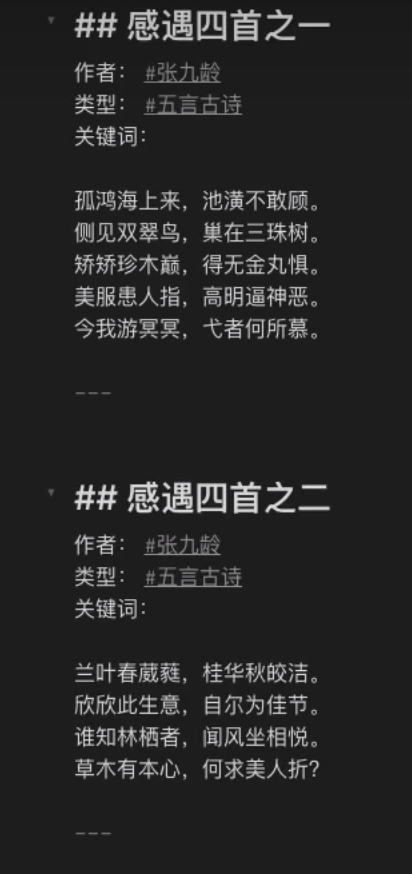 ## 感遇四首之一
作者： #张九龄
类型： #五言古诗
关键词：
孤鸿海上来，池潢不敢顾。
侧见双翠鸟，巢在三珠树。
矫矫珍木巅，得无金丸惧。
美服患人指，高明逼神恶。
今我游冥冥，弋者何所慕。
---
## 感遇四首之二
作者： #张九龄
类型： #五言古诗
关键词：
兰叶春葳蕤，桂华秋皎洁。
欣欣此生意，自尔为佳节。
谁知林栖者，闻风坐相悦。
草木有本心，何求美人折？
---